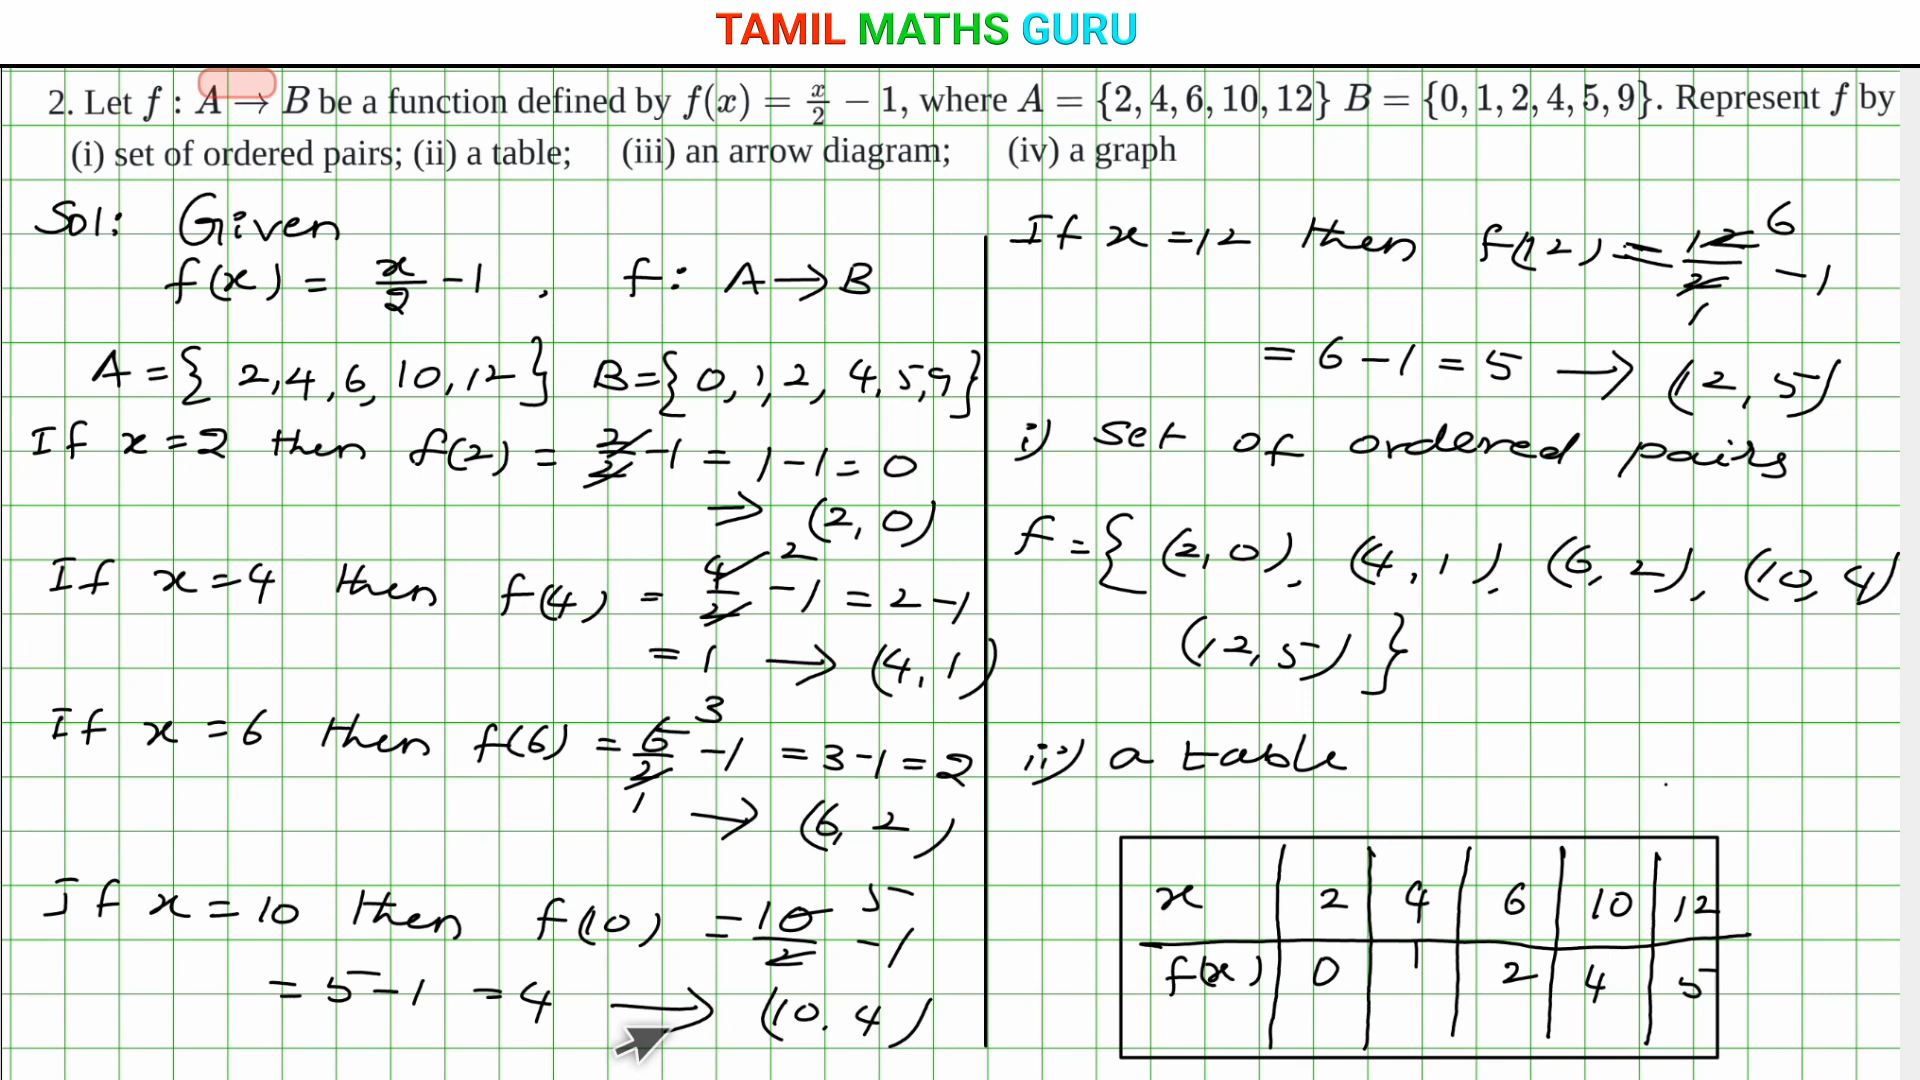 TAMIL MATHS GURU
2. Let f : A → B be a function defined by f(x) = x/2 − 1, where A = {2, 4, 6, 10, 12} B = {0, 1, 2, 4, 5, 9}. Represent f by
(i) set of ordered pairs; (ii) a table; (iii) an arrow diagram; (iv) a graph
Sol: Given
f(x) = x/2 - 1 , f: A → B
A = { 2,4,6,10,12 } B={0,1,2,4,5,9}
If x=2 then f(2) = 2/2 -1 = 1-1 = 0
→ (2, 0)
If x=4 then f(4) = 4/2 2 -1 = 2-1
= 1 → (4,1)
If x=6 then f(6) = 6/2 3 1 -1 = 3-1 = 2
→ (6, 2)
If x=10 then f(10) = 10/2 5 -1
= 5-1 = 4 → (10.4)
If x=12 then f(12) = 12/2 6 1 -1
= 6-1 = 5 → (12, 5)
i) set of ordered pairs
f = { (2,0), (4,1), (6,2), (10,4)
(12,5) }
ii) a table
x 2 4 6 10 12
f(x) 0 1 2 4 5